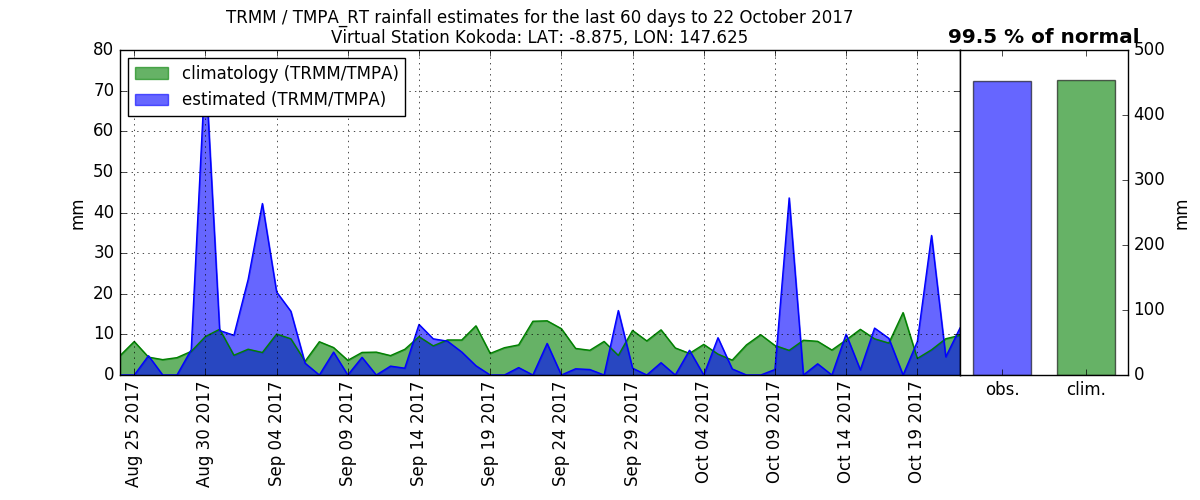 TRMM / TMPA_RT rainfall estimates for the last 60 days to 22 October 2017
Virtual Station Kokoda: LAT: -8.875, LON: 147.625
99.5 % of normal
climatology (TRMM/TMPA)
estimated (TRMM/TMPA)
mm
80
70
60
50
40
30
20
10
0
Aug 25 2017
Aug 30 2017
Sep 04 2017
Sep 09 2017
Sep 14 2017
Sep 19 2017
Sep 24 2017
Sep 29 2017
Oct 04 2017
Oct 09 2017
Oct 14 2017
Oct 19 2017
500
400
300
200
100
0
mm
obs.
clim.